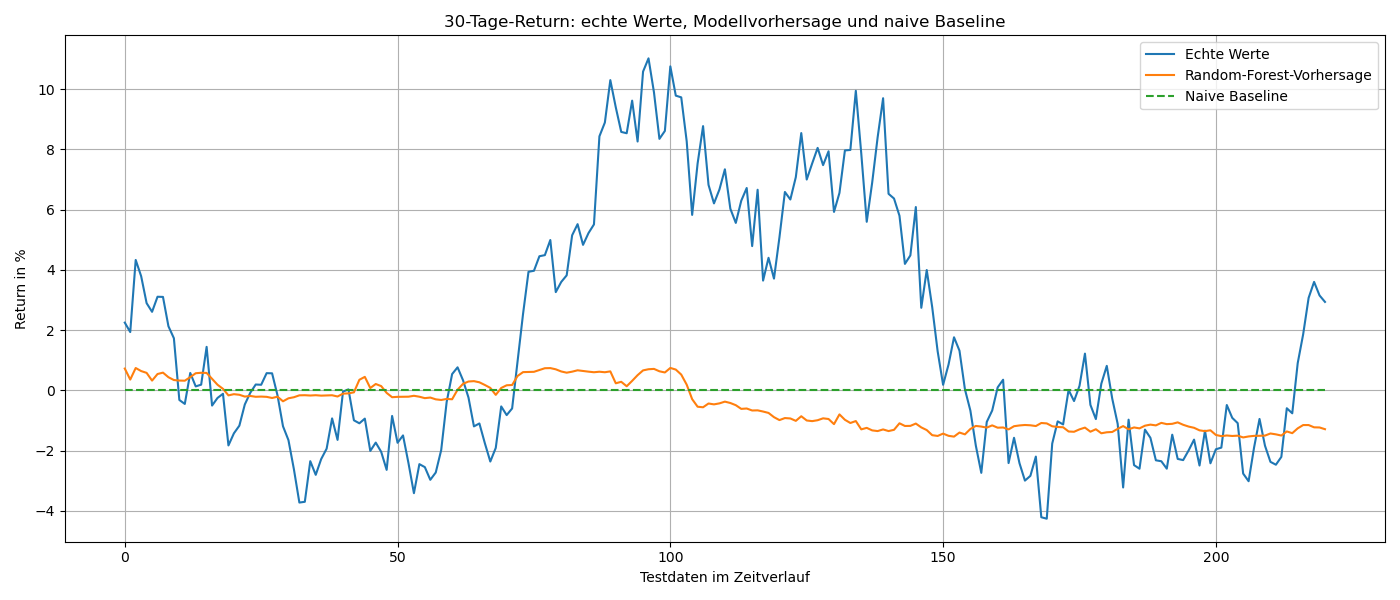 30-Tage-Return: echte Werte, Modellvorhersage und naive Baseline
Echte Werte
Random-Forest-Vorhersage
Naive Baseline
Return in %
10
8
6
4
2
0
−2
−4
0 50 100 150 200
Testdaten im Zeitverlauf